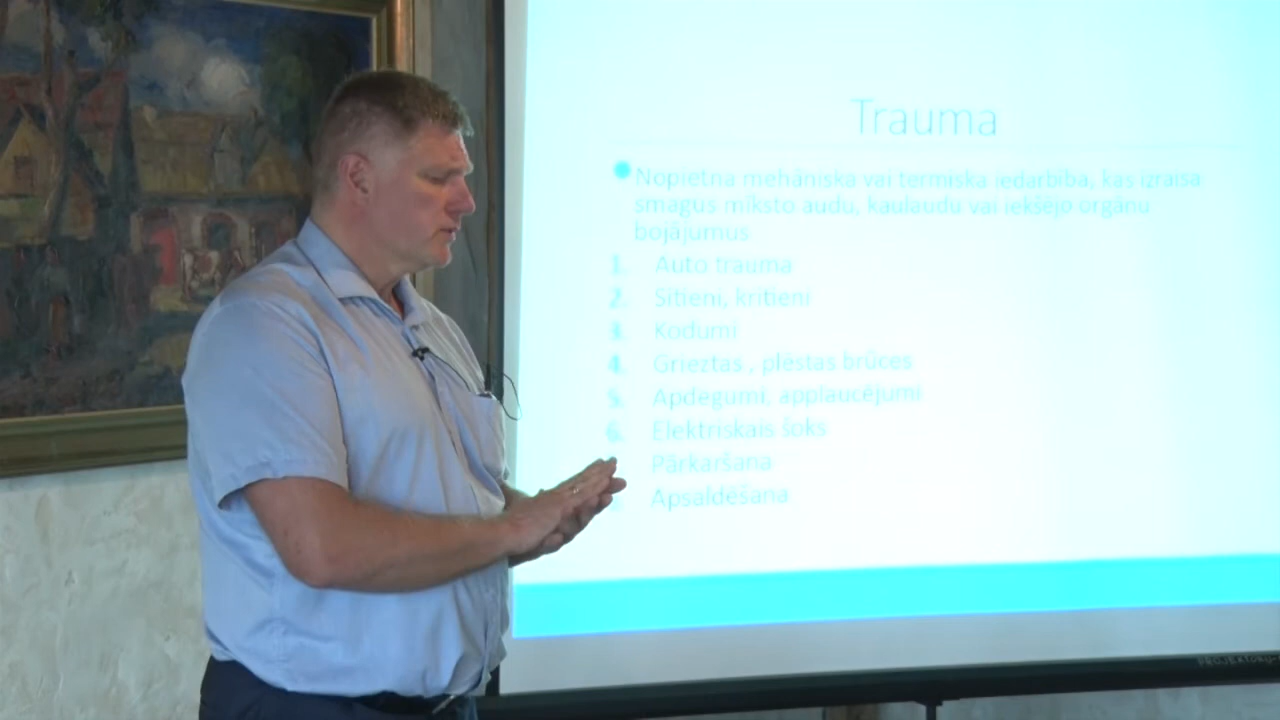 Trauma
Nopietna mehāniska vai termiska iedarbība, kas izraisa
smagus mīksto audu, kaulaudu vai iekšējo orgānu
bojājumus
1. Auto trauma
2. Sitieni, kritieni
3. Kodumi
4. Grieztas , plēstas brūces
5. Apdegumi, applaucējumi
6. Elektriskais šoks
Pārkaršana
Apsaldēšana